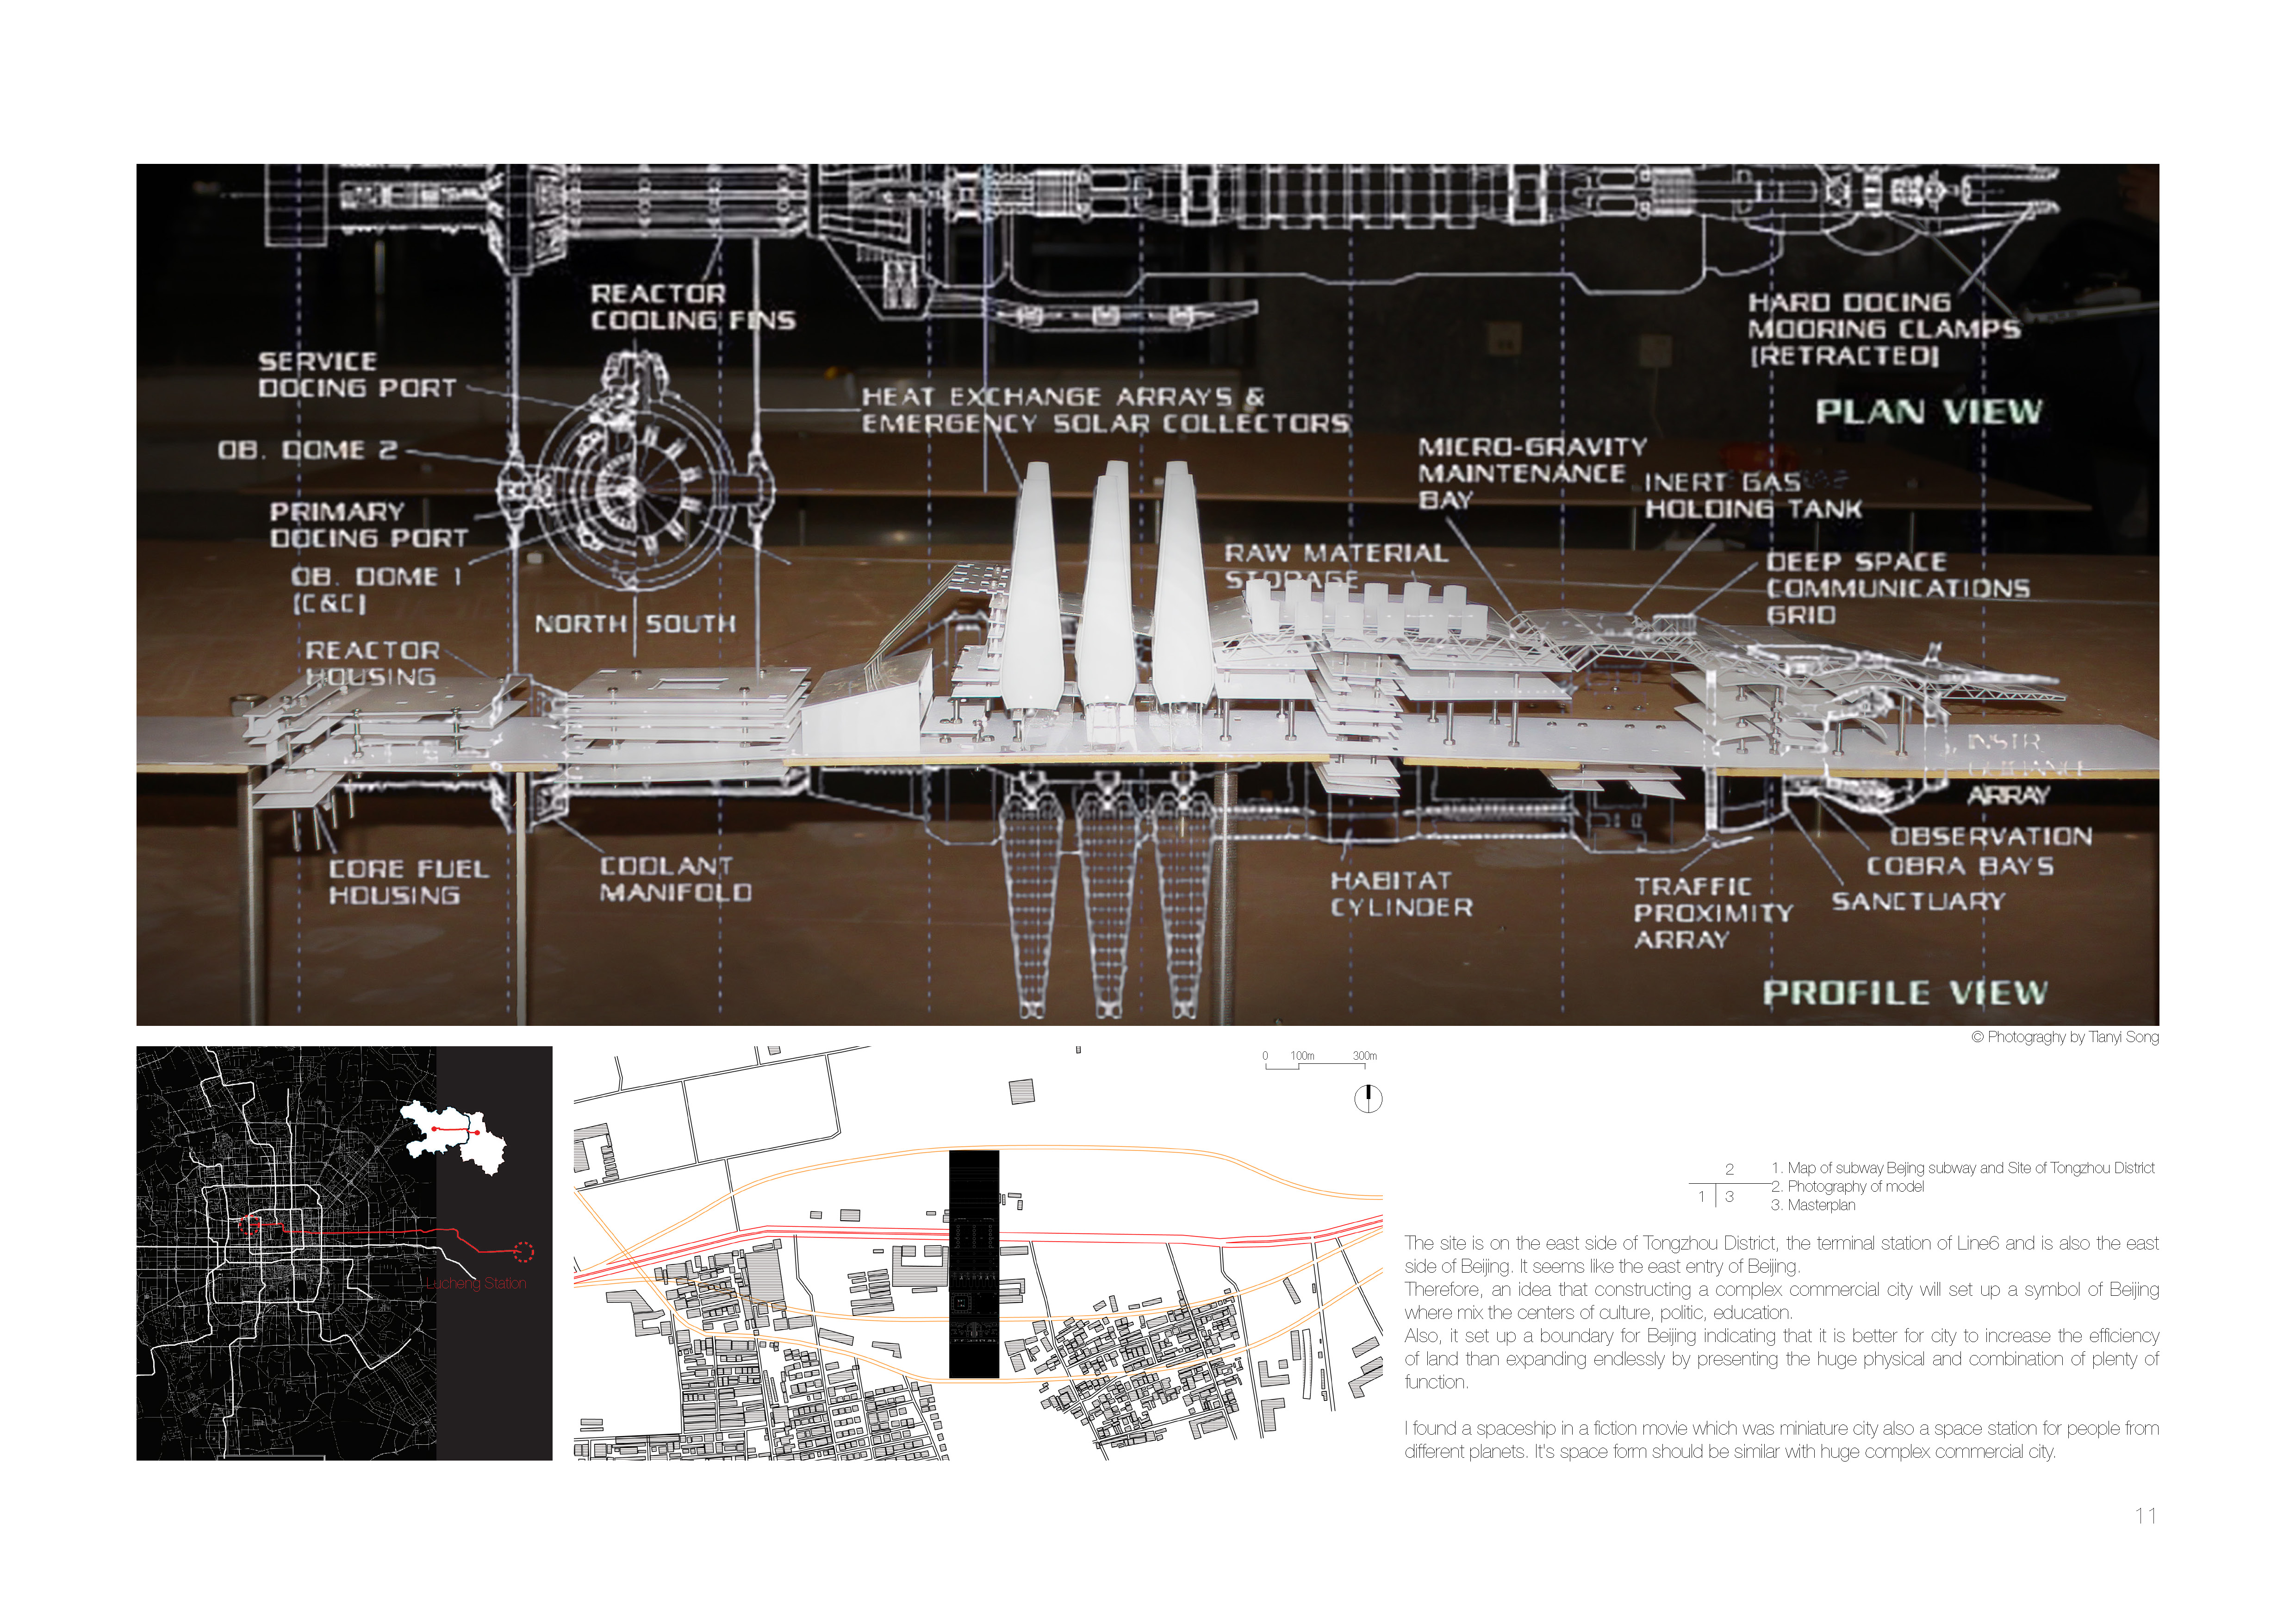 REACTOR
COOLING FINS
HARD DOCING
MOORING CLAMPS
[RETRACTED]
SERVICE
DOCING PORT
HEAT EXCHANGE ARRAYS &
EMERGENCY SOLAR COLLECTORS
PLAN VIEW
OB. DOME 2
MICRO-GRAVITY
MAINTENANCE
BAY
INERT GAS
HOLDING TANK
PRIMARY
DOCING PORT
RAW MATERIAL
STORAGE
DEEP SPACE
COMMUNICATIONS
GRID
OB. DOME 1
[C&C]
NORTH SOUTH
REACTOR
HOUSING
INSTR.
ARRAY
OBSERVATION
COBRA BAYS
SANCTUARY
CORE FUEL
HOUSING
COOLANT
MANIFOLD
HABITAT
CYLINDER
TRAFFIC
PROXIMITY
ARRAY
PROFILE VIEW
© Photograghy by Tianyi Song
Lucheng Station
0 100m 300m
2
1 3
1. Map of subway Bejing subway and Site of Tongzhou District
2. Photography of model
3. Masterplan
The site is on the east side of Tongzhou District, the terminal station of Line6 and is also the east
side of Beijing. It seems like the east entry of Beijing.
Therefore, an idea that constructing a complex commercial city will set up a symbol of Beijing
where mix the centers of culture, politic, education.
Also, it set up a boundary for Beijing indicating that it is better for city to increase the efficiency
of land than expanding endlessly by presenting the huge physical and combination of plenty of
function.
I found a spaceship in a fiction movie which was miniature city also a space station for people from
different planets. It's space form should be similar with huge complex commercial city.
11